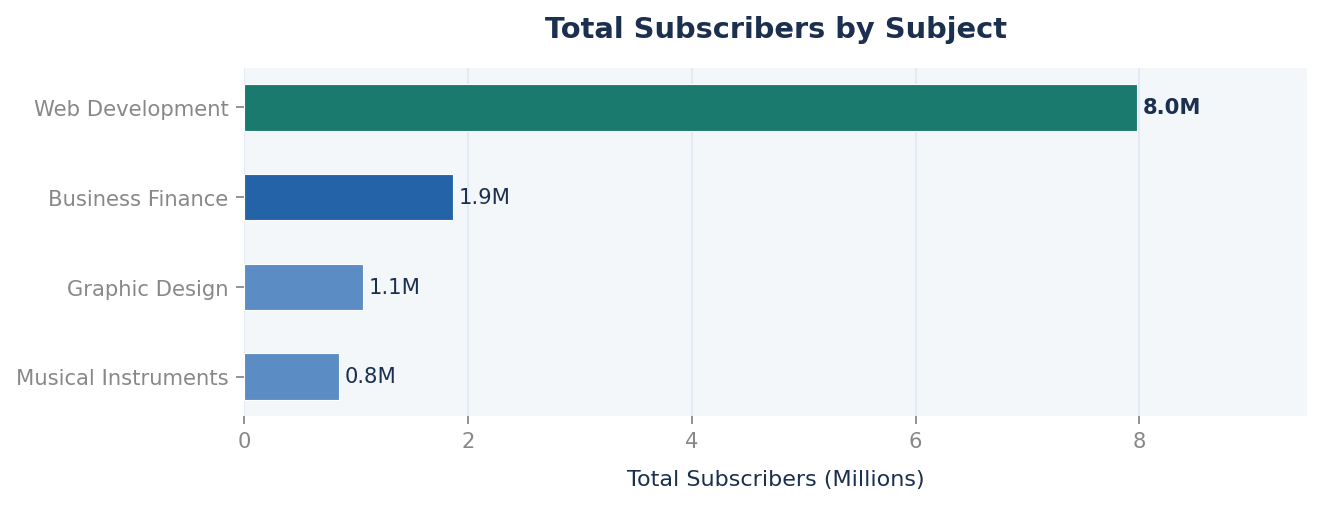 Total Subscribers by Subject
Web Development
8.0M
Business Finance
1.9M
Graphic Design
1.1M
Musical Instruments
0.8M
0 2 4 6 8
Total Subscribers (Millions)